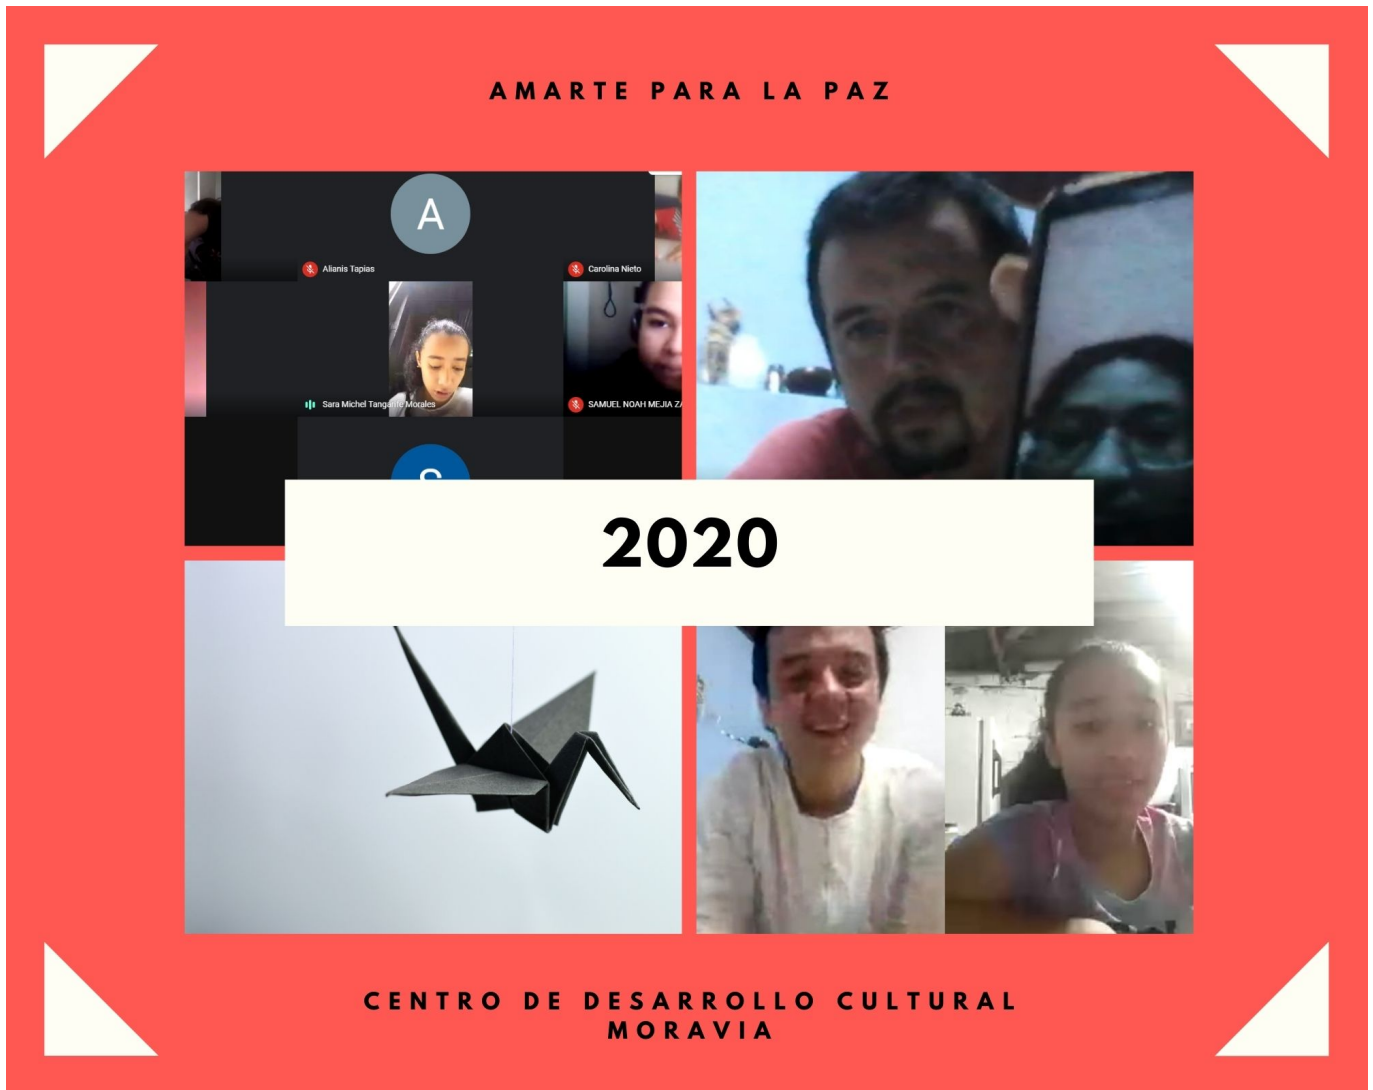 AMARTE PARA LA PAZ
A
Alianis Tapias
Carolina Nieto
Sara Michel Tangarife Morales
SAMUEL NOAH MEJIA
2020
CENTRO DE DESARROLLO CULTURAL
MORAVIA